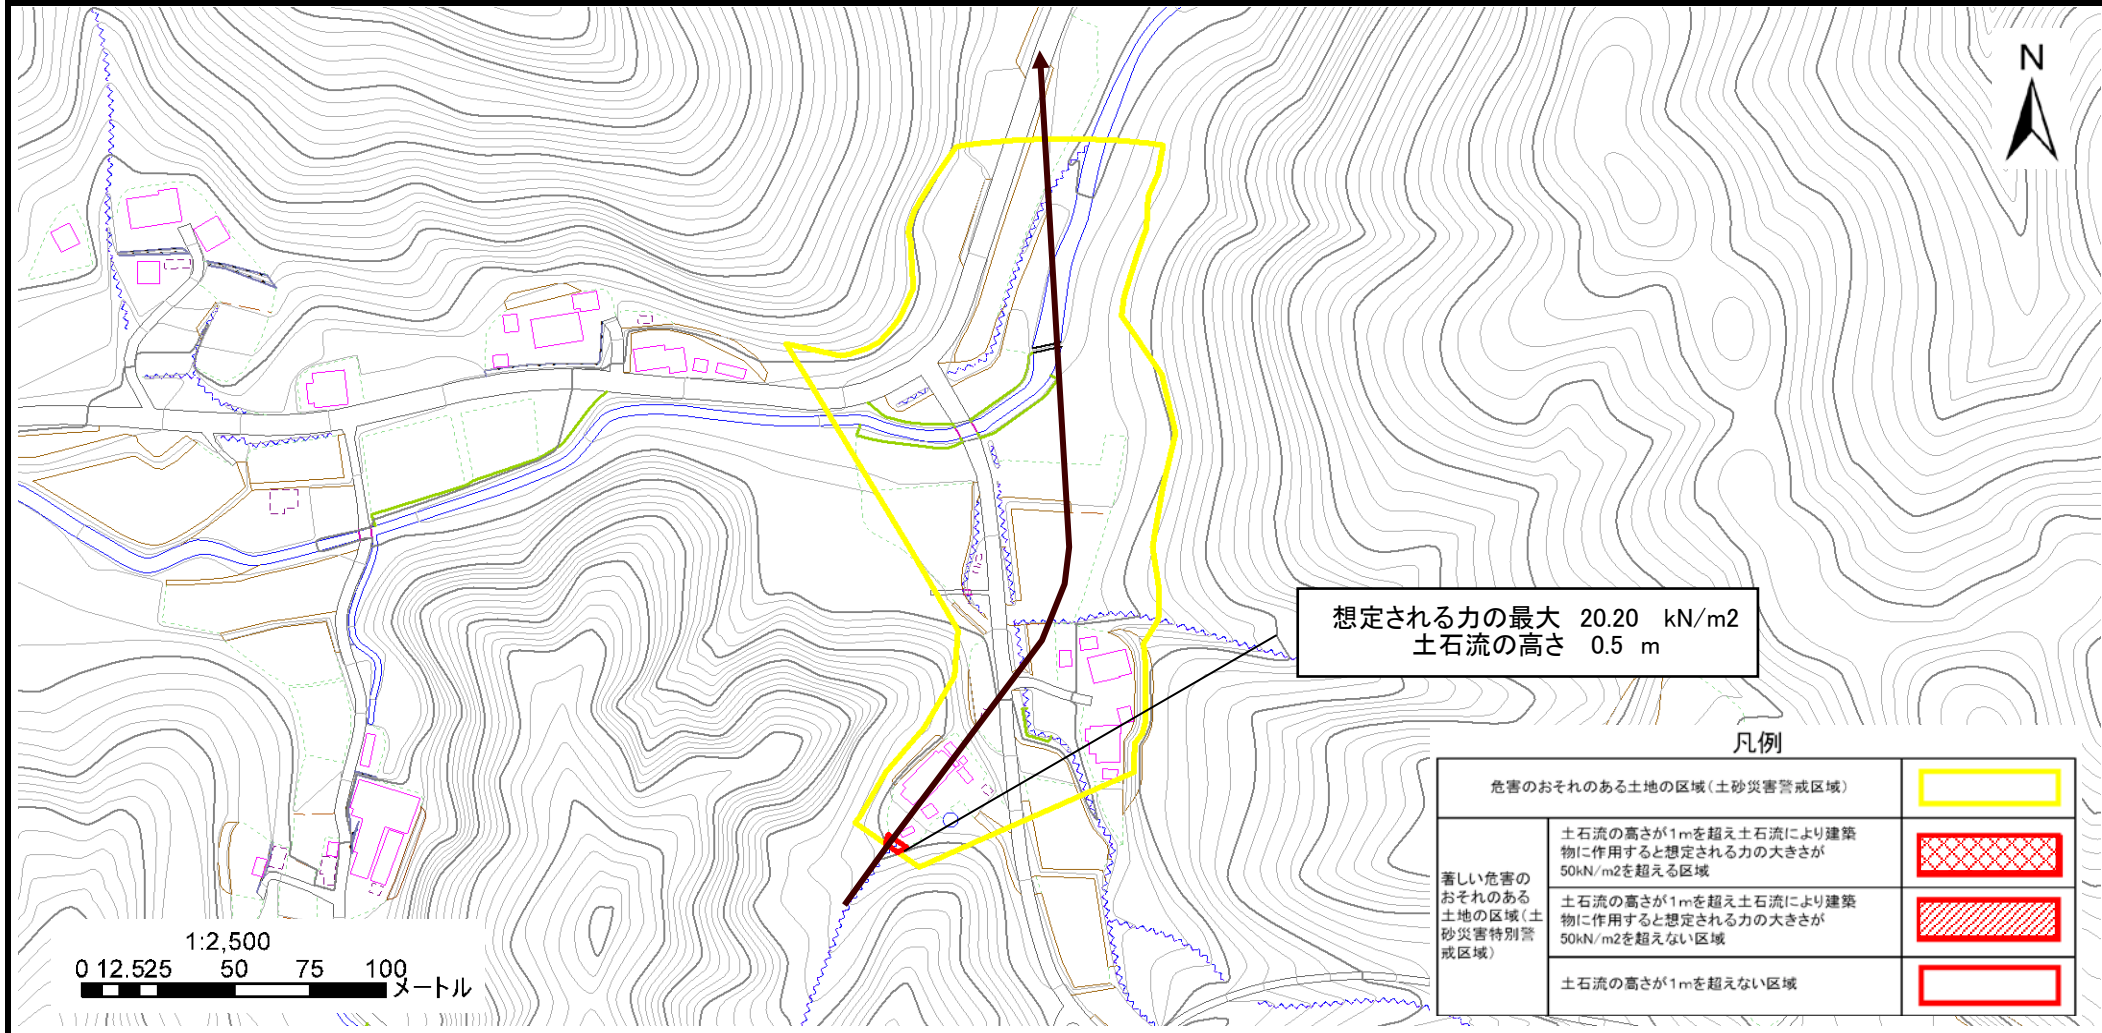 N
想定される力の最大 20.20 kN/m2
土石流の高さ 0.5 m
凡例
危害のおそれのある土地の区域(土砂災害警戒区域)
著しい危害の
おそれのある
土地の区域(土
砂災害特別警
戒区域)
土石流の高さが1mを超え土石流により建築
物に作用すると想定される力の大きさが
50kN/m2を超える区域
土石流の高さが1mを超え土石流により建築
物に作用すると想定される力の大きさが
50kN/m2を超えない区域
土石流の高さが1mを超えない区域
1:2,500
0 12.525 50 75 100
メートル